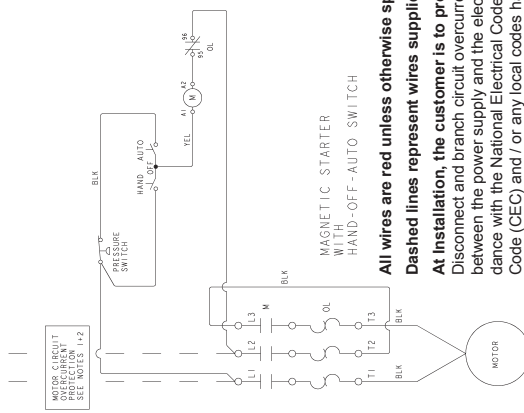 MOTOR CIRCUIT
OVERCURRENT
PROTECTION
SEE NOTES 1+2
PRESSURE
SWITCH
BLK
HAND
OFF
AUTO
YEL
A1
M
A2
95
96
OL
L1
L2
L3
M
BLK
OL
T1
T2
T3
BLK
BLK
MOTOR
MAGNETIC STARTER
WITH
HAND-OFF-AUTO SWITCH
All wires are red unless otherwise sp
Dashed lines represent wires supplie
At Installation, the customer is to pro
Disconnect and branch circuit overcurre
between the power supply and the elec
dance with the National Electrical Code
Code (CEC) and / or any local codes ha